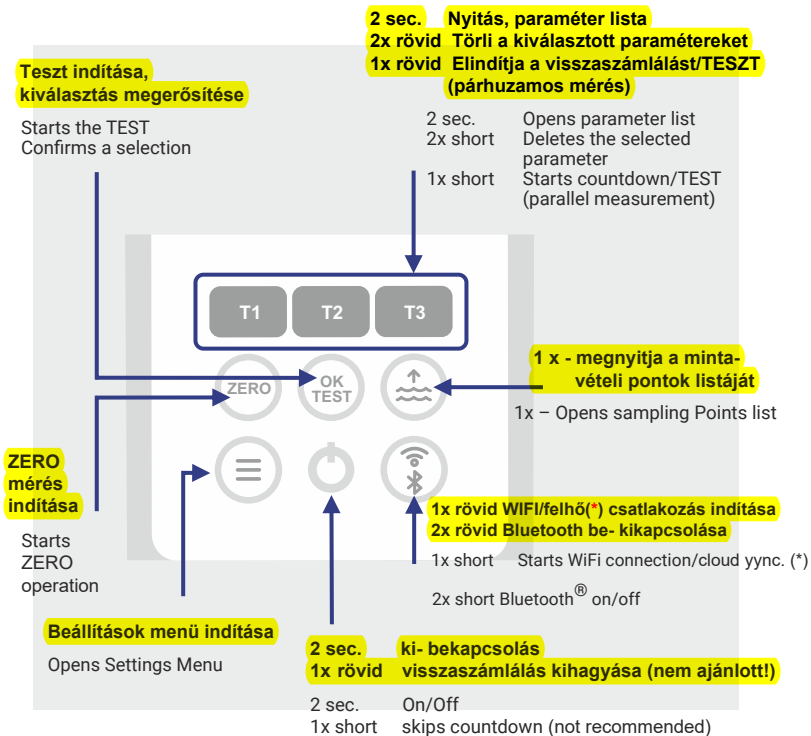 2 sec. Nyitás, paraméter lista
2x rövid Törli a kiválasztott paramétereket
1x rövid Elindítja a visszaszámlálást/TESZT
(párhuzamos mérés)
2 sec. Opens parameter list
2x short Deletes the selected
parameter
1x short Starts countdown/TEST
(parallel measurement)
Teszt indítása,
kiválasztás megerősítése
Starts the TEST
Confirms a selection
T1 T2 T3
ZERO
OK
TEST
1 x - megnyitja a minta-
vételi pontok listáját
1x – Opens sampling Points list
ZERO
mérés
indítása
Starts
ZERO
operation
1x rövid WIFI/felhő(*) csatlakozás indítása
2x rövid Bluetooth be- kikapcsolása
1x short Starts WiFi connection/cloud yync. (*)
2x short Bluetooth® on/off
Beállítások menü indítása
Opens Settings Menu
2 sec. ki- bekapcsolás
1x rövid visszaszámlálás kihagyása (nem ajánlott!)
2 sec. On/Off
1x short skips countdown (not recommended)